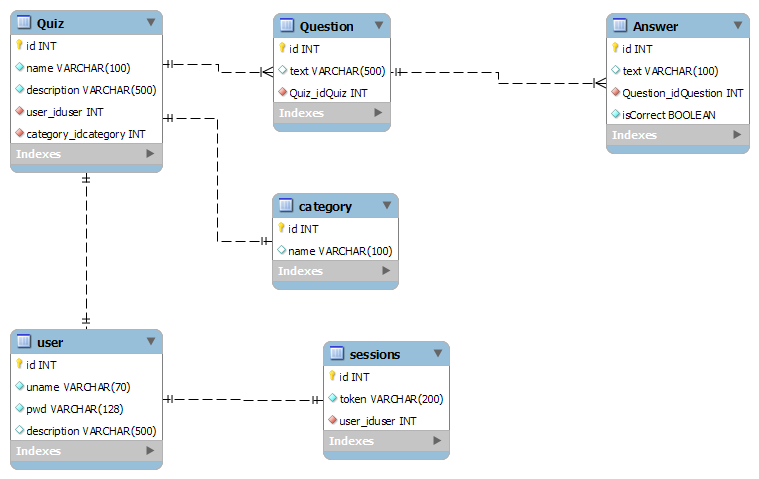 Quiz
id INT
name VARCHAR(100)
description VARCHAR(500)
user_iduser INT
category_idcategory INT
Indexes
Question
id INT
text VARCHAR(500)
Quiz_idQuiz INT
Indexes
Answer
id INT
text VARCHAR(100)
Question_idQuestion INT
isCorrect BOOLEAN
Indexes
category
id INT
name VARCHAR(100)
Indexes
user
id INT
uname VARCHAR(70)
pwd VARCHAR(128)
description VARCHAR(500)
Indexes
sessions
id INT
token VARCHAR(200)
user_iduser INT
Indexes